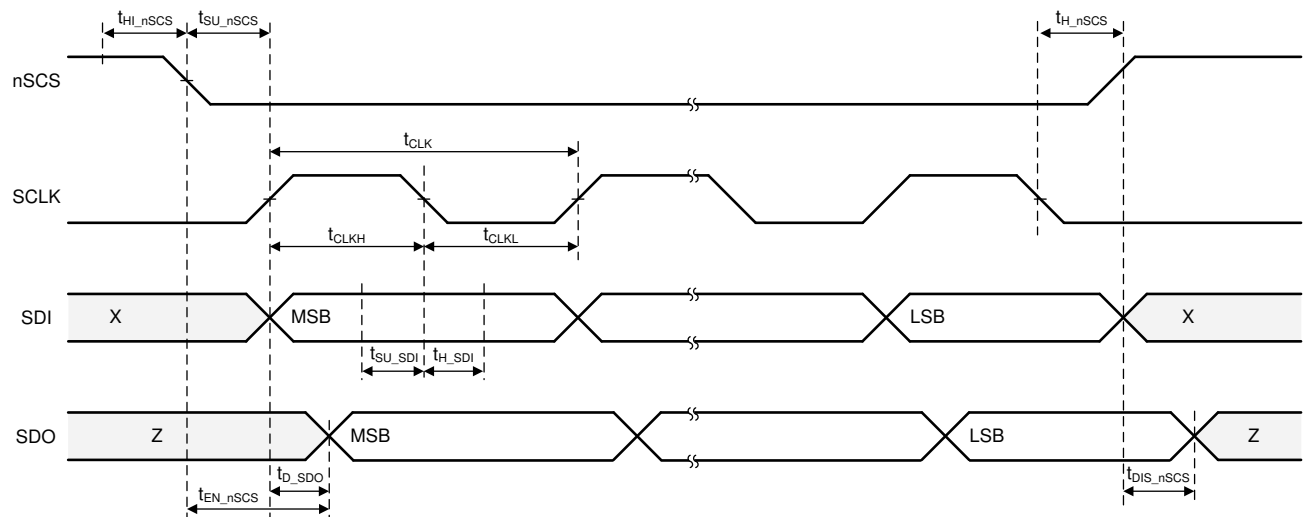 tHI_nSCS tSU_nSCS tH_nSCS
nSCS
tCLK
SCLK
tCLKH tCLKL
SDI X MSB LSB X
tSU_SDI tH_SDI
SDO Z MSB LSB Z
tD_SDO
tEN_nSCS tDIS_nSCS